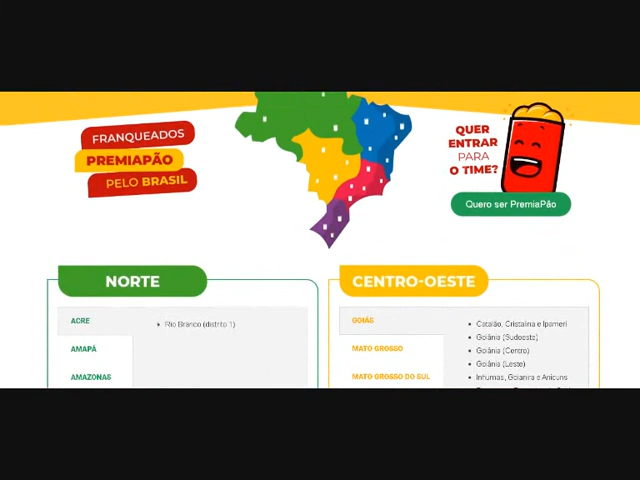 FRANQUEADOS
PREMIAPÃO
PELO BRASIL
QUER
ENTRAR
PARA
O TIME?
Quero ser PremiaPão
NORTE
ACRE
Rio Branco (distrito 1)
AMAPÁ
AMAZONAS
CENTRO-OESTE
GOIÁS
MATO GROSSO
MATO GROSSO DO SUL
Catalão, Cristalina e Ipameri
Goiânia (Sudoeste)
Goiânia (Centro)
Goiânia (Leste)
Inhumas, Goianira e Anicuns